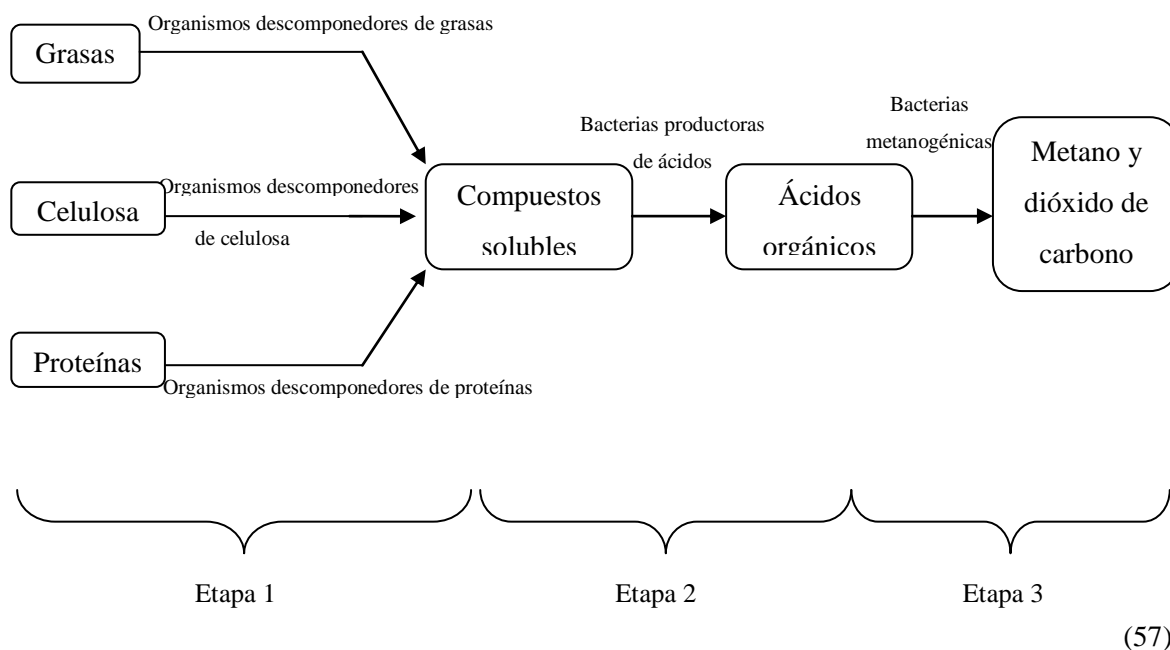 Organismos descomponedores de grasas
Grasas
Organismos descomponedores
de celulosa
Celulosa
Proteínas
Organismos descomponedores de proteínas
Compuestos
solubles
Bacterias productoras
de ácidos
Ácidos
orgánicos
Bacterias
metanogénicas
Metano y
dióxido de
carbono
Etapa 1
Etapa 2
Etapa 3
(57)